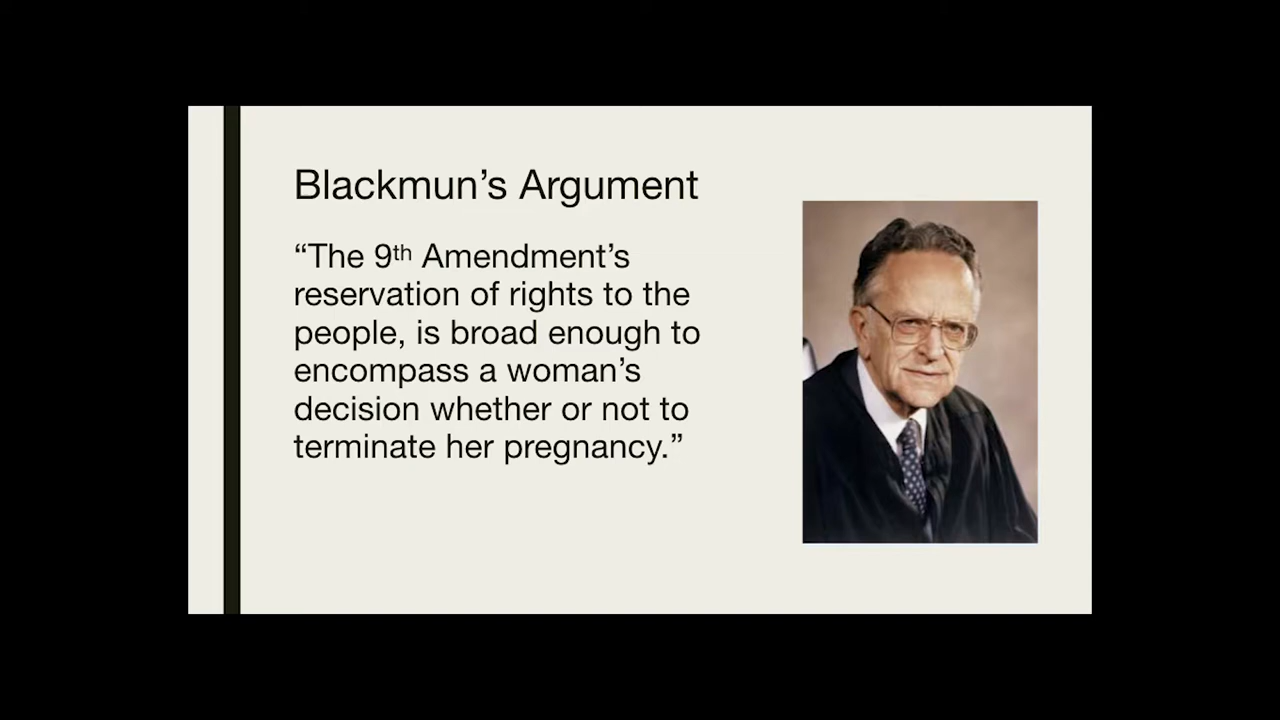 Blackmun’s Argument
“The 9th Amendment’s
reservation of rights to the
people, is broad enough to
encompass a woman’s
decision whether or not to
terminate her pregnancy.”